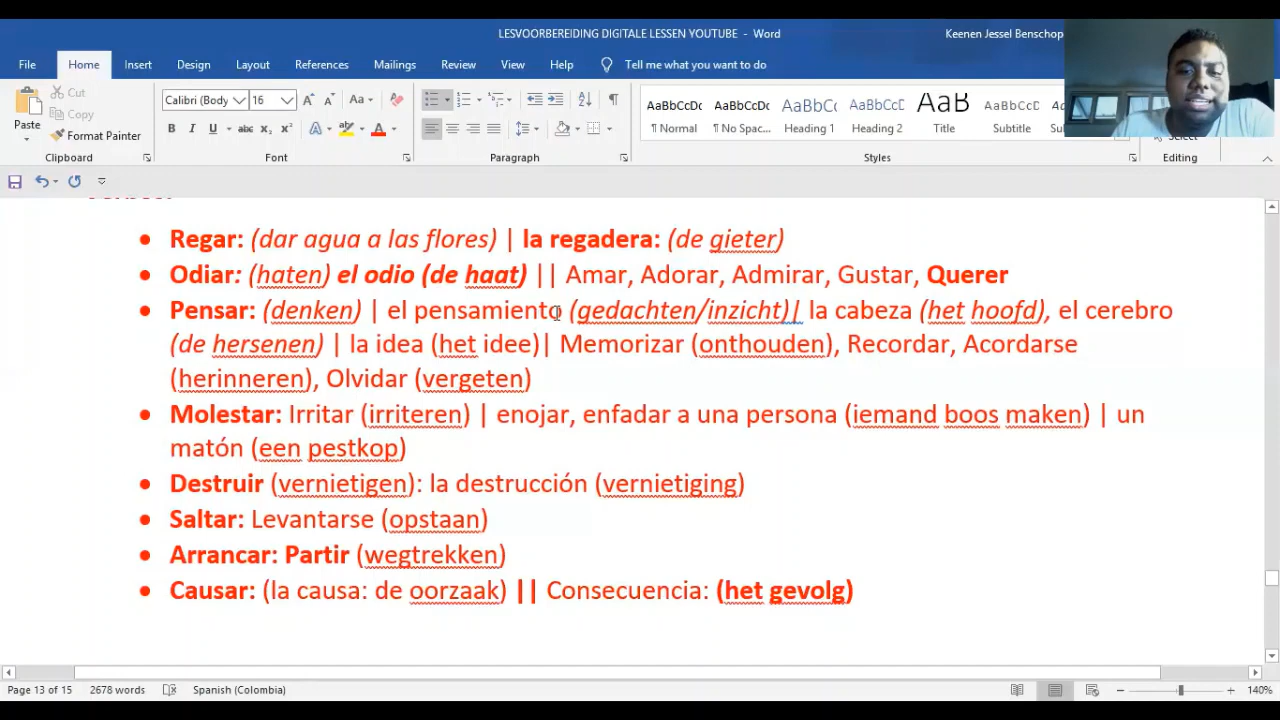 LESVOORBEREIDING DIGITALE LESSEN YOUTUBE - Word
Keenen Jessel Benschop
File Home Insert Design Layout References Mailings Review View Help Tell me what you want to do
Paste
Cut
Copy
Format Painter
Clipboard
Calibri (Body 16
Font
Paragraph
AaBbCcDc AaBbCcDc AaBbCc AaBbCcD AaB AaBbCcD
¶ Normal ¶ No Spac... Heading 1 Heading 2 Title Subtitle
Styles
Select
Editing
Regar: (dar agua a las flores) | la regadera: (de gieter)
Odiar: (haten) el odio (de haat) || Amar, Adorar, Admirar, Gustar, Querer
Pensar: (denken) | el pensamiento (gedachten/inzicht)| la cabeza (het hoofd), el cerebro
(de hersenen) | la idea (het idee)| Memorizar (onthouden), Recordar, Acordarse
(herinneren), Olvidar (vergeten)
Molestar: Irritar (irriteren) | enojar, enfadar a una persona (iemand boos maken) | un
matón (een pestkop)
Destruir (vernietigen): la destrucción (vernietiging)
Saltar: Levantarse (opstaan)
Arrancar: Partir (wegtrekken)
Causar: (la causa: de oorzaak) || Consecuencia: (het gevolg)
Page 13 of 15 2678 words Spanish (Colombia) 140%